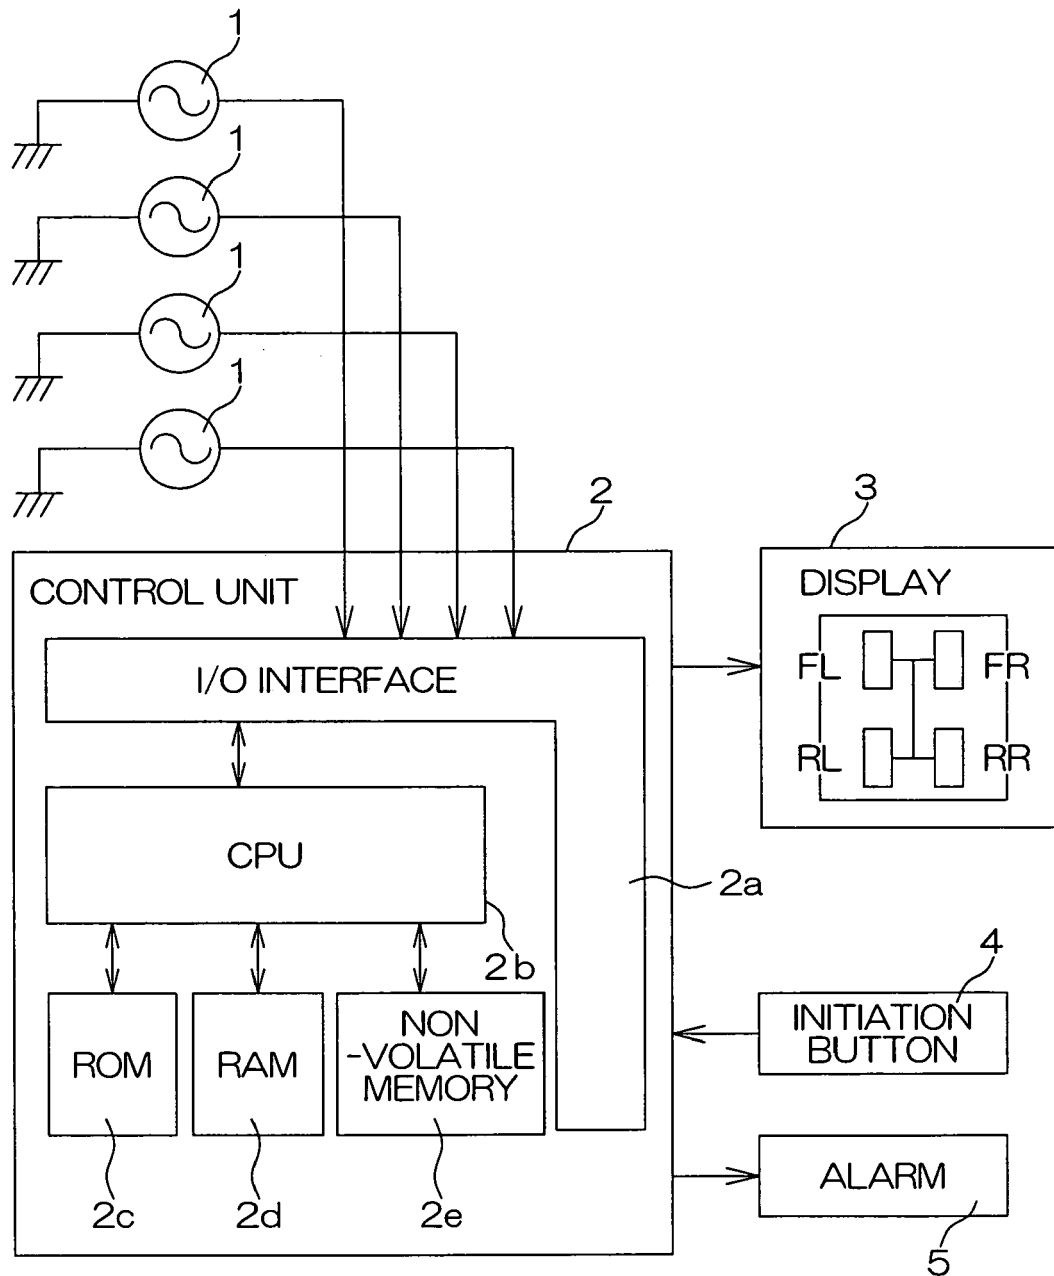 1
1
1
1
2
3
CONTROL UNIT
DISPLAY
I/O INTERFACE
FL
FR
RL
RR
CPU
2a
2b
4
NON
-VOLATILE
MEMORY
INITIATION
BUTTON
ROM
RAM
ALARM
2c
2d
2e
5